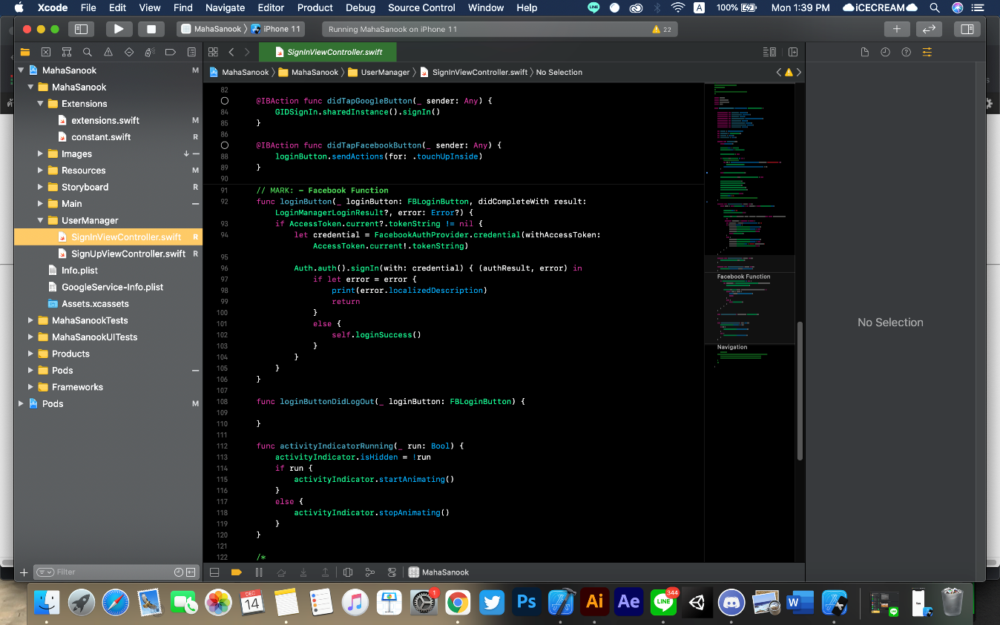 Xcode File Edit View Find Navigate Editor Product Debug Source Control Window Help
LINE A 100% Mon 1:39 PM ☁iCECREAM☁
MahaSanook 〉 iPhone 11
Running MahaSanook on iPhone 11
22
SignInViewController.swift
MahaSanook 〉 MahaSanook 〉 UserManager 〉 SignInViewController.swift 〉 No Selection
MahaSanook M
MahaSanook
Extensions
extensions.swift M
constant.swift R
Images
Resources M
Storyboard R
Main
UserManager
SignInViewController.swift R
SignUpViewController.swift R
Info.plist
GoogleService-Info.plist
Assets.xcassets
MahaSanookTests
MahaSanookUITests
Products
Pods
Frameworks
Pods M
Filter
82
@IBAction func didTapGoogleButton(_ sender: Any) {
84 GIDSignIn.sharedInstance().signIn()
85 }
86
@IBAction func didTapFacebookButton(_ sender: Any) {
88 loginButton.sendActions(for: .touchUpInside)
89 }
90
91 // MARK: - Facebook Function
92 func loginButton(_ loginButton: FBLoginButton, didCompleteWith result:
LoginManagerLoginResult?, error: Error?) {
93 if AccessToken.current?.tokenString != nil {
94 let credential = FacebookAuthProvider.credential(withAccessToken:
AccessToken.current!.tokenString)
95
96 Auth.auth().signIn(with: credential) { (authResult, error) in
97 if let error = error {
98 print(error.localizedDescription)
99 return
100 }
101 else {
102 self.loginSuccess()
103 }
104 }
105 }
106 }
107
108 func loginButtonDidLogOut(_ loginButton: FBLoginButton) {
109
110 }
111
112 func activityIndicatorRunning(_ run: Bool) {
113 activityIndicator.isHidden = !run
114 if run {
115 activityIndicator.startAnimating()
116 }
117 else {
118 activityIndicator.stopAnimating()
119 }
120 }
121
122 /*
Facebook Function
Navigation
No Selection
MahaSanook
DEC
14
1
Ps
Ai
Ae
LINE
344
W